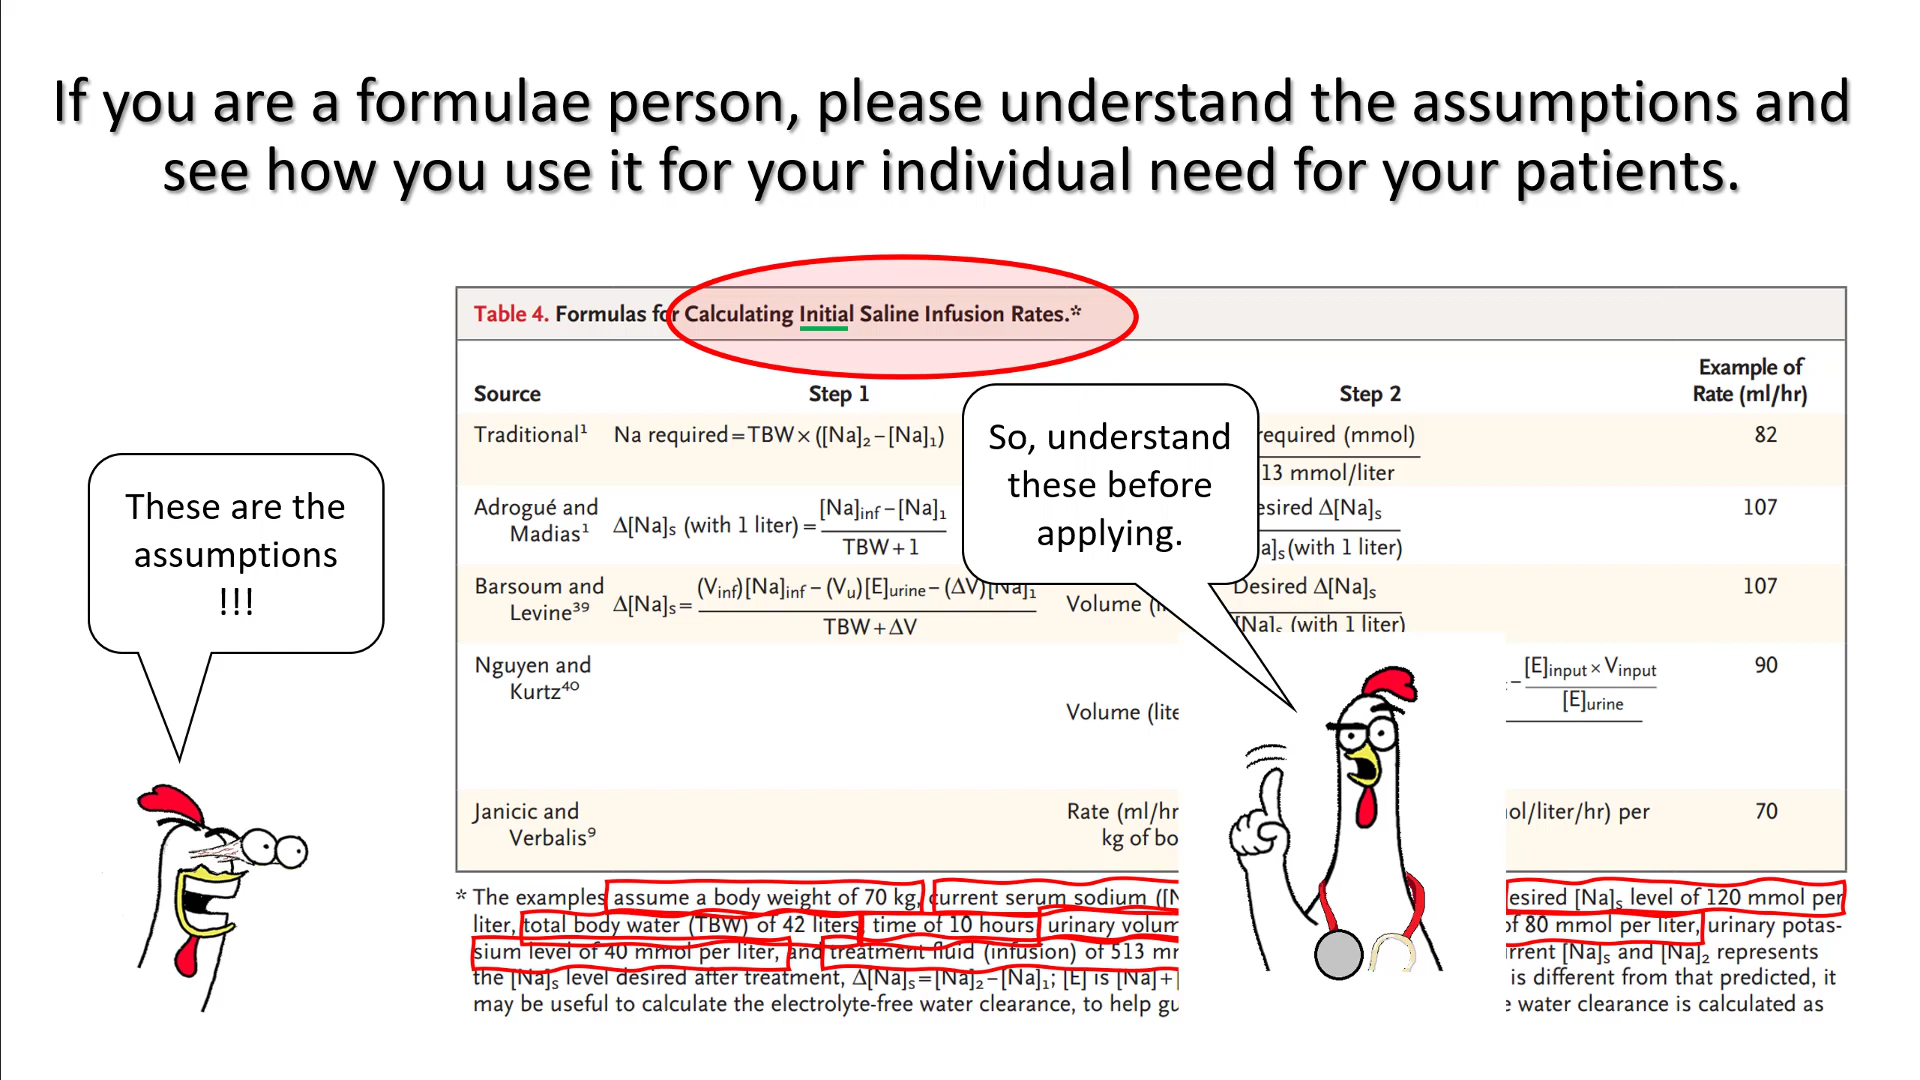 If you are a formulae person, please understand the assumptions and
see how you use it for your individual need for your patients.
Table 4. Formulas for Calculating Initial Saline Infusion Rates.*
Source
Step 1
Step 2
Example of
Rate (ml/hr)
Traditional¹
Na required=TBW×([Na]₂−[Na]₁)
required (mmol)
13 mmol/liter
82
Adrogué and
Madias¹
Δ[Na]ₛ (with 1 liter)=
[Na]inf−[Na]₁
TBW+1
esired Δ[Na]ₛ
a]ₛ(with 1 liter)
107
Barsoum and
Levine³⁹
Δ[Na]ₛ=
(Vinf)[Na]inf−(Vu)[E]urine−(ΔV)[Na]₁
TBW+ΔV
Volume (
Desired Δ[Na]ₛ
[Na]ₛ (with 1 liter)
107
Nguyen and
Kurtz⁴⁰
Volume (lite
−
[E]input×Vinput
[E]urine
90
Janicic and
Verbalis⁹
Rate (ml/hr
kg of bo
ol/liter/hr) per
70
So, understand
these before
applying.
These are the
assumptions
!!!
* The examples assume a body weight of 70 kg, current serum sodium ([N esired [Na]ₛ level of 120 mmol per
liter, total body water (TBW) of 42 liters, time of 10 hours, urinary volum of 80 mmol per liter, urinary potas-
sium level of 40 mmol per liter, and treatment fluid (infusion) of 513 m rrent [Na]ₛ and [Na]₂ represents
the [Na]ₛ level desired after treatment, Δ[Na]ₛ=[Na]₂−[Na]₁; [E] is [Na]+[ is different from that predicted, it
may be useful to calculate the electrolyte-free water clearance, to help gu e water clearance is calculated as